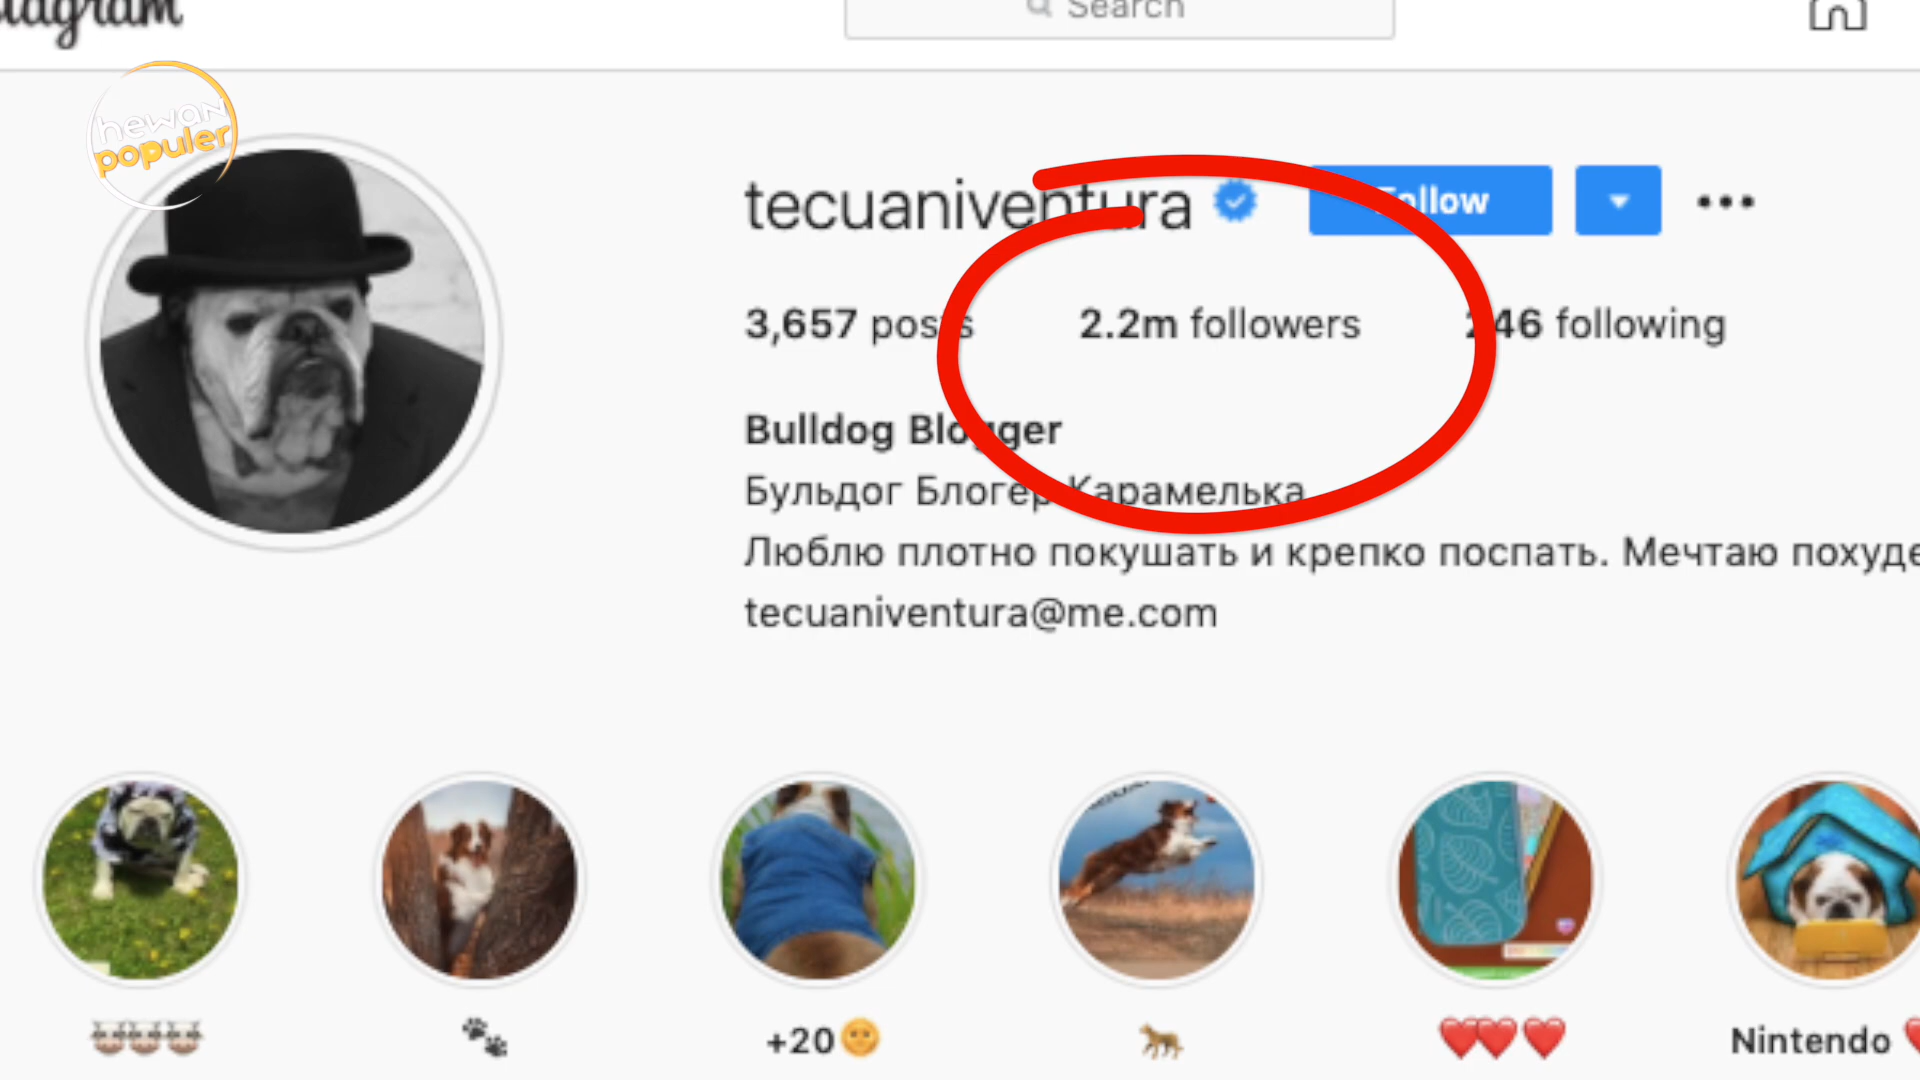 Search
hewan
populer
tecuaniventura
Follow
3,657 posts 2.2m followers 246 following
Bulldog Blogger
Бульдог Блогер Карамелька
Люблю плотно покушать и крепко поспать. Мечтаю похуде
tecuaniventura@me.com
+20
Nintendo